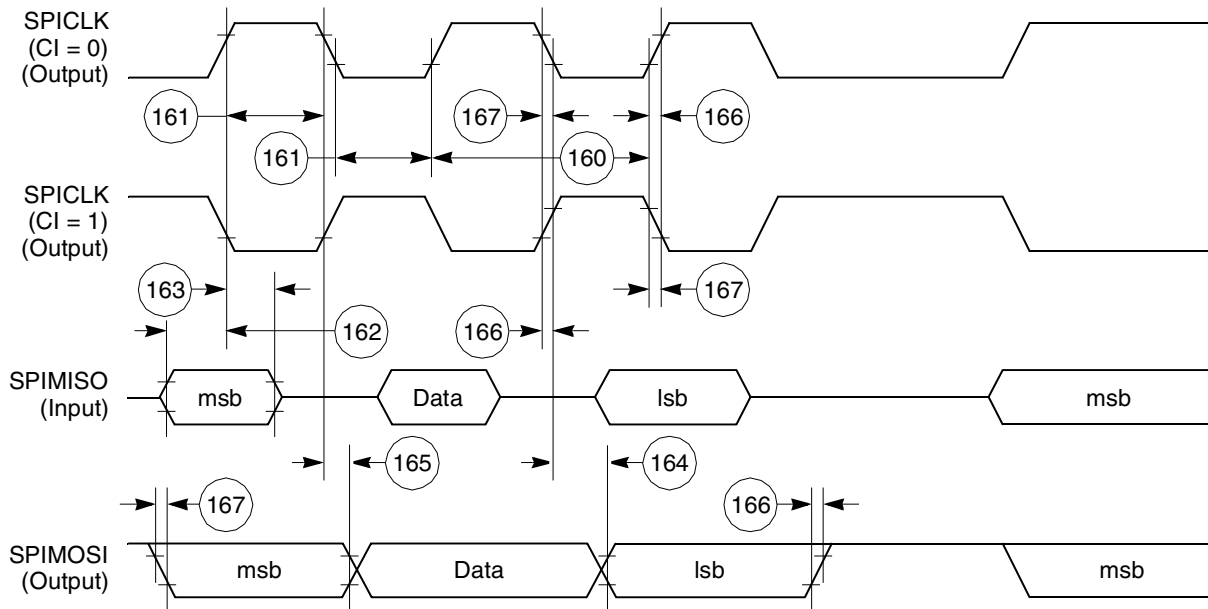 SPICLK
(CI = 0)
(Output)
161
167
166
161
160
SPICLK
(CI = 1)
(Output)
163
167
162
166
SPIMISO
(Input)
msb
Data
lsb
msb
165
164
167
166
SPIMOSI
(Output)
msb
Data
lsb
msb